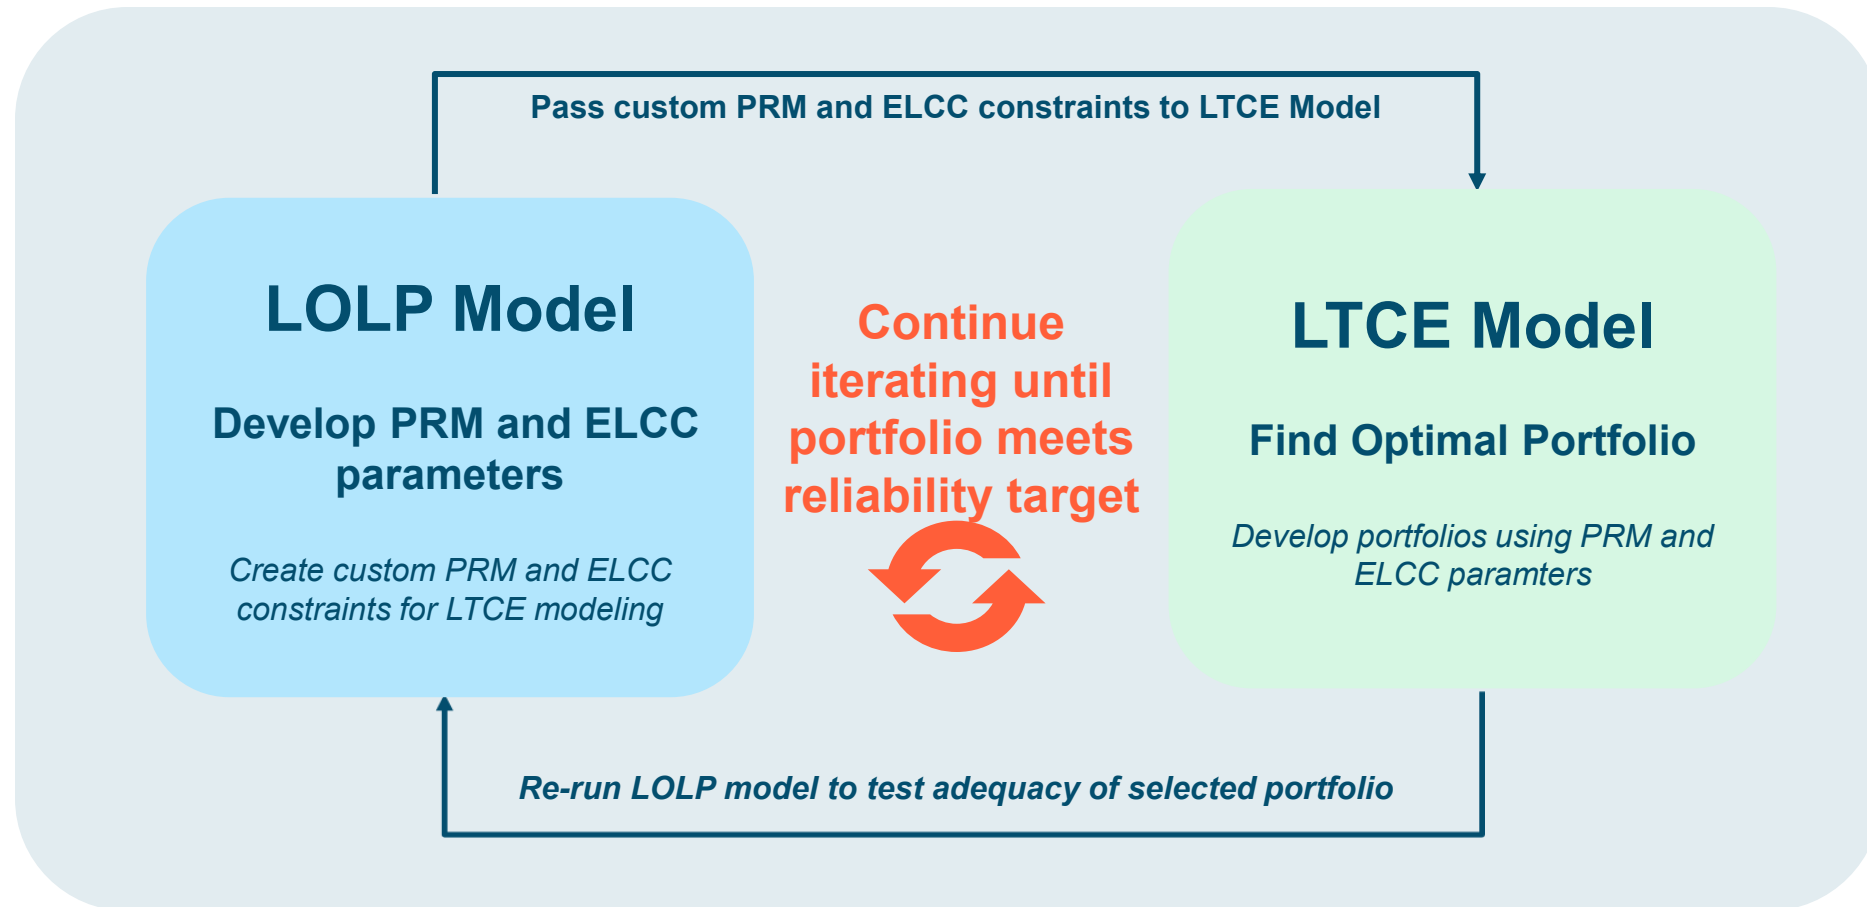 Pass custom PRM and ELCC constraints to LTCE Model
LOLP Model
Develop PRM and ELCC
parameters
Create custom PRM and ELCC
constraints for LTCE modeling
Continue
iterating until
portfolio meets
reliability target
LTCE Model
Find Optimal Portfolio
Develop portfolios using PRM and
ELCC paramters
Re-run LOLP model to test adequacy of selected portfolio